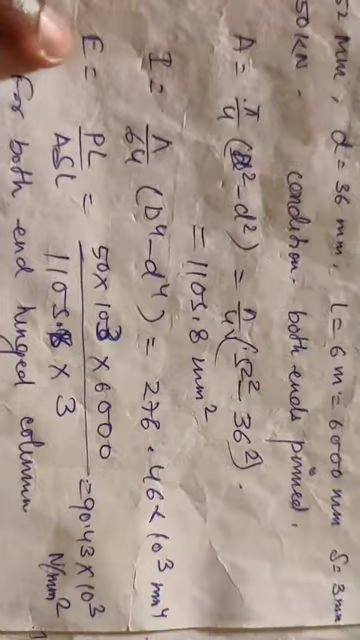 52 mm, d = 36 mm, l = 6 m = 6000 mm δ = 3 mm
50 KN. condition - both ends pinned.
A = π/4 (D² - d²) = π/4 (52² - 36²).
= 1105.8 mm²
I = π/64 (D⁴ - d⁴) = 276.46 × 10³ mm⁴
E = PL/AδL = 50 × 10³ × 6000 / 1105.8 × 3 = 90.43 × 10³ N/mm²
For both end hinged column